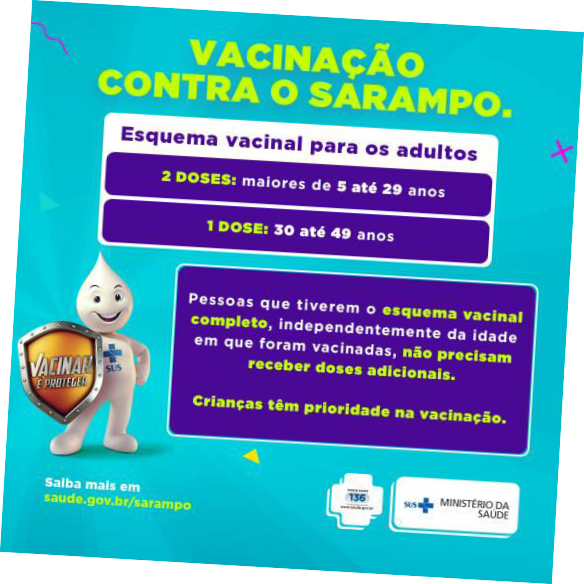 VACINAÇÃO
CONTRA O SARAMPO.
Esquema vacinal para os adultos
2 DOSES: maiores de 5 até 29 anos
1 DOSE: 30 até 49 anos
Pessoas que tiverem o esquema vacinal
completo, independentemente da idade
em que foram vacinadas, não precisam
receber doses adicionais.
Crianças têm prioridade na vacinação.
VACINAR
É PROTEGER
SUS
Saiba mais em
saude.gov.br/sarampo
136
SUS
MINISTÉRIO DA
SAÚDE